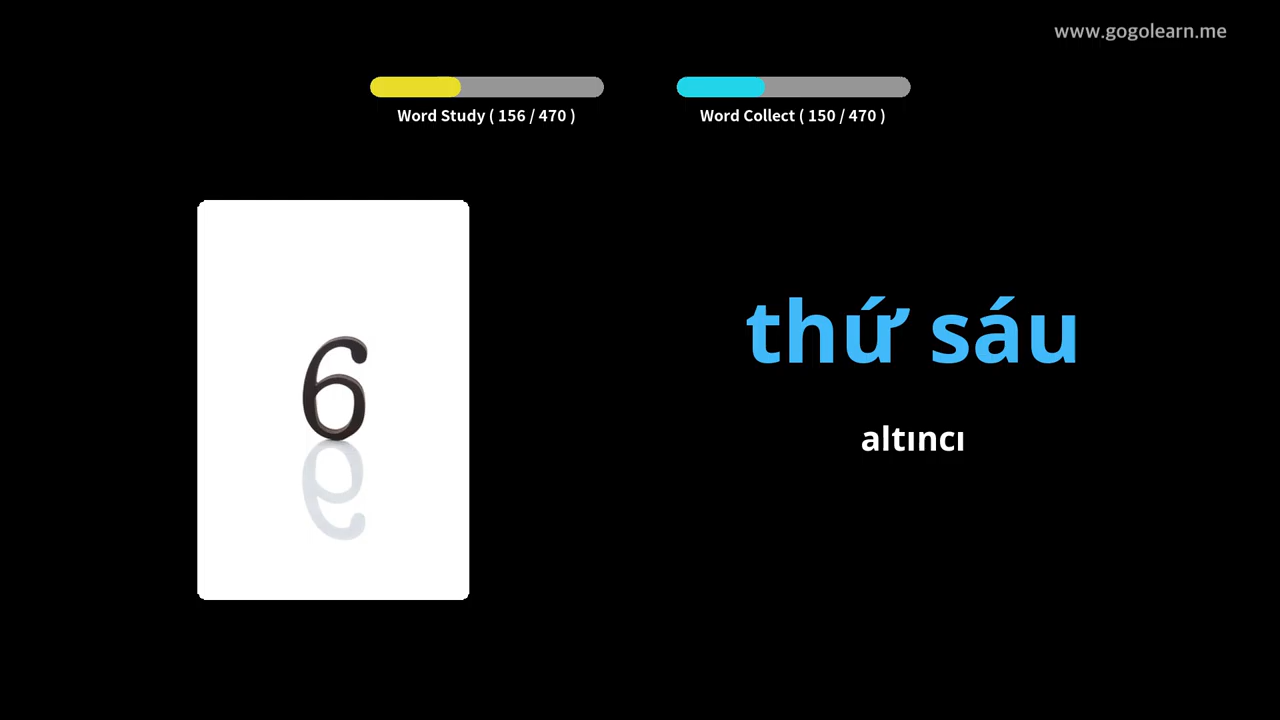 www.gogolearn.me
Word Study ( 156 / 470 )
Word Collect ( 150 / 470 )
6
thứ sáu
altıncı